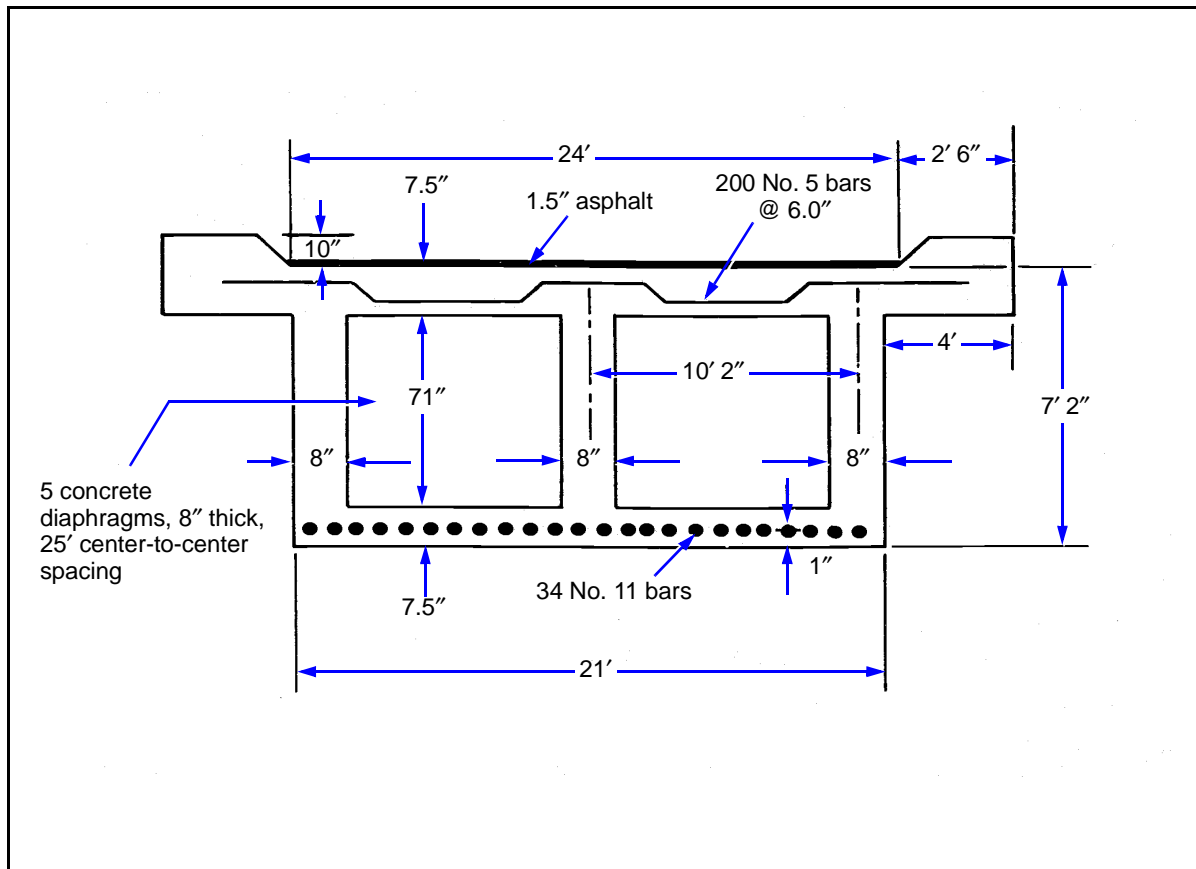 24′
2′ 6″
7.5″
1.5″ asphalt
200 No. 5 bars
@ 6.0″
10″
4′
10′ 2″
71″
7′ 2″
8″
8″
8″
5 concrete
diaphragms, 8″ thick,
25′ center-to-center
spacing
1″
34 No. 11 bars
7.5″
21′